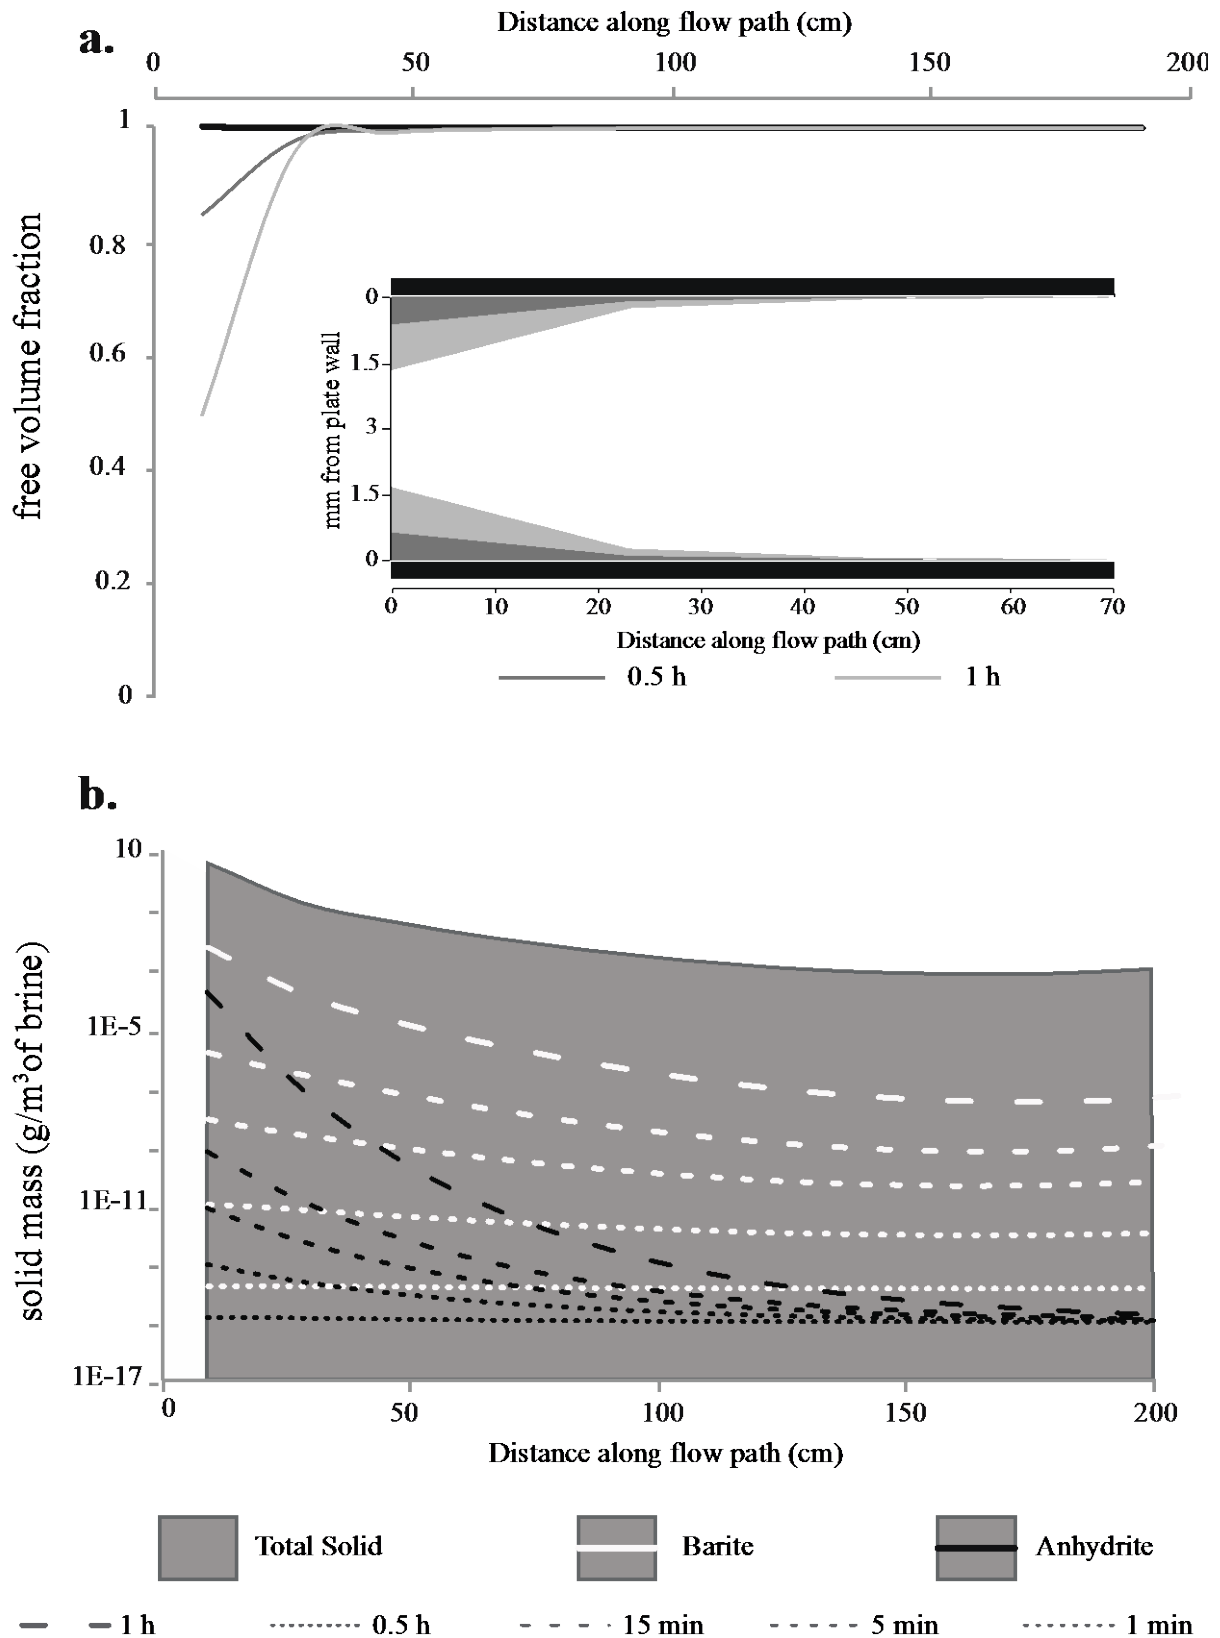 a.
Distance along flow path (cm)
0 50 100 150 200
free volume fraction
1
0.8
0.6
0.4
0.2
0
mm from plate wall
0
1.5
3
1.5
0
0 10 20 30 40 50 60 70
Distance along flow path (cm)
0.5 h 1 h
b.
solid mass (g/m³of brine)
10
1E-5
1E-11
1E-17
0 50 100 150 200
Distance along flow path (cm)
Total Solid Barite Anhydrite
1 h 0.5 h 15 min 5 min 1 min